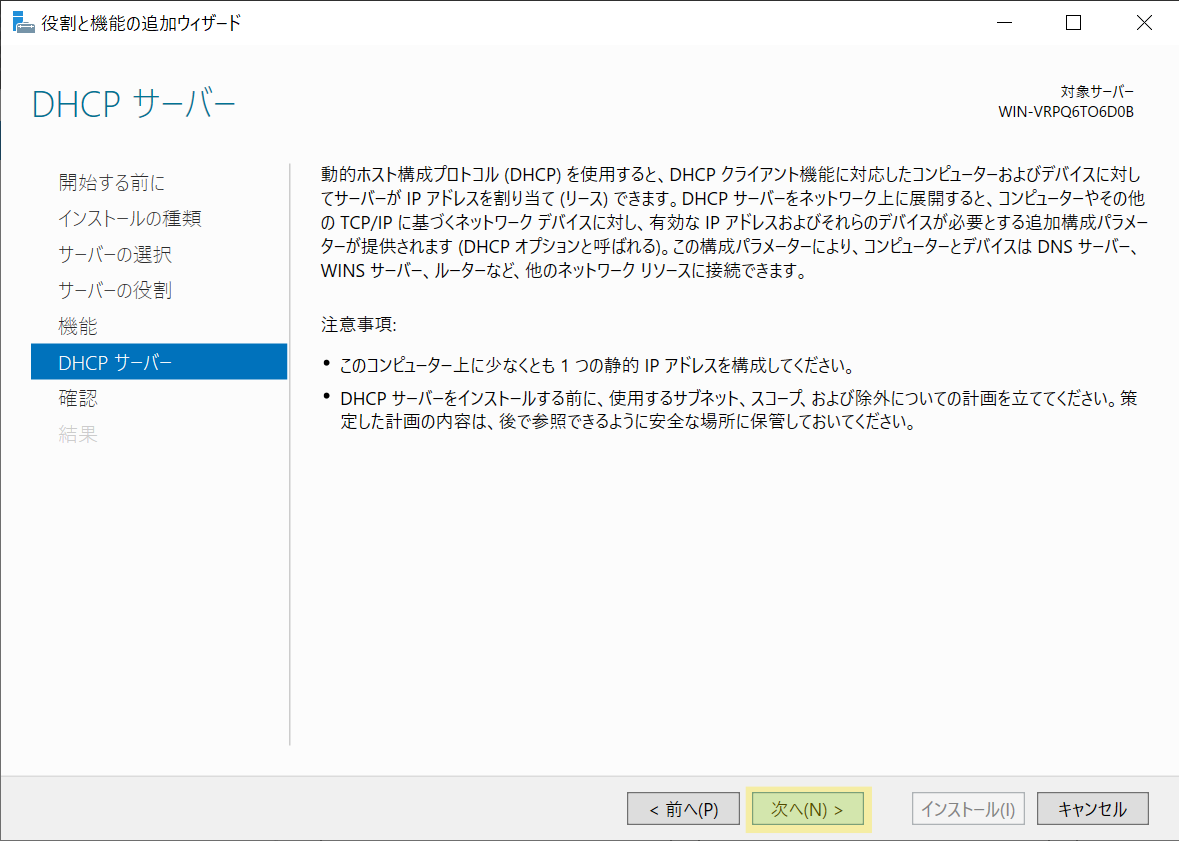 役割と機能の追加ウィザード
DHCP サーバー
対象サーバー
WIN-VRPQ6TO6D0B
開始する前に
インストールの種類
サーバーの選択
サーバーの役割
機能
DHCP サーバー
確認
結果
動的ホスト構成プロトコル (DHCP) を使用すると、DHCP クライアント機能に対応したコンピューターおよびデバイスに対し
てサーバーが IP アドレスを割り当て (リース) できます。DHCP サーバーをネットワーク上に展開すると、コンピューターやその他
の TCP/IP に基づくネットワーク デバイスに対し、有効な IP アドレスおよびそれらのデバイスが必要とする追加構成パラメー
ターが提供されます (DHCP オプションと呼ばれる)。この構成パラメーターにより、コンピューターとデバイスは DNS サーバー、
WINS サーバー、ルーターなど、他のネットワーク リソースに接続できます。
注意事項:
• このコンピューター上に少なくとも 1 つの静的 IP アドレスを構成してください。
• DHCP サーバーをインストールする前に、使用するサブネット、スコープ、および除外についての計画を立ててください。策
定した計画の内容は、後で参照できるように安全な場所に保管しておいてください。
< 前へ(P)
次へ(N) >
インストール(I)
キャンセル